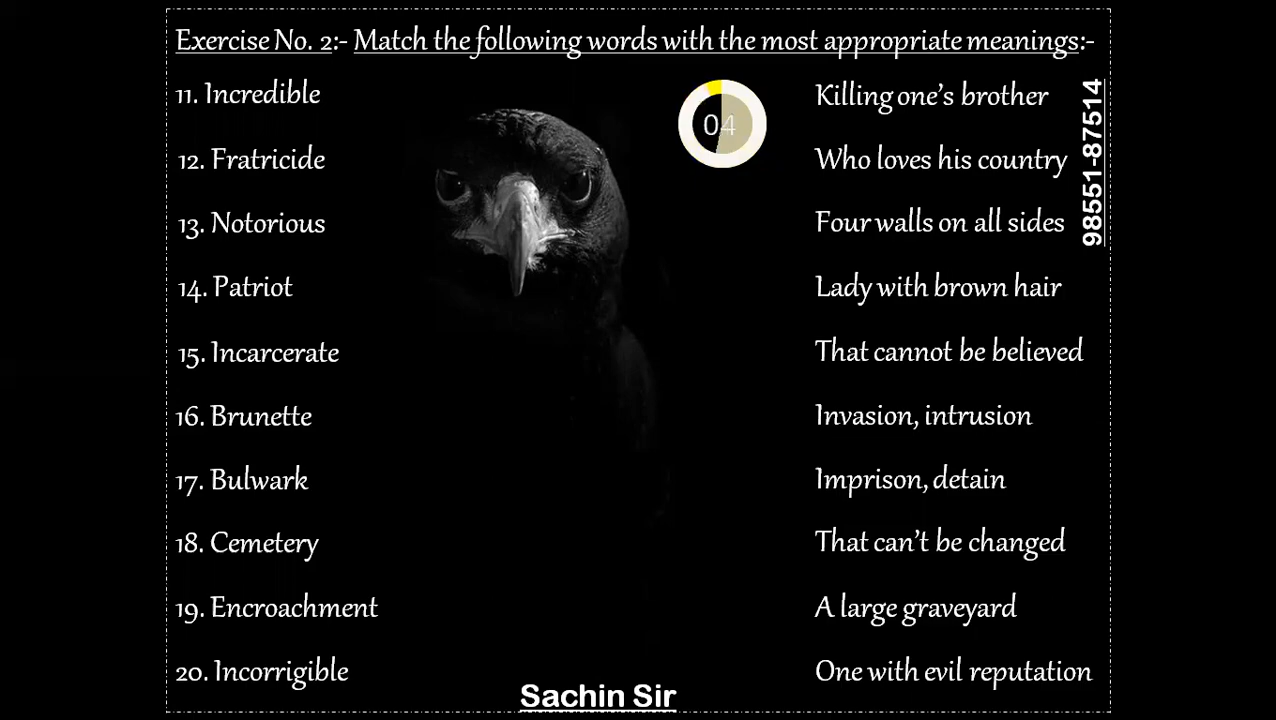 Exercise No. 2:- Match the following words with the most appropriate meanings:-
11. Incredible
12. Fratricide
13. Notorious
14. Patriot
15. Incarcerate
16. Brunette
17. Bulwark
18. Cemetery
19. Encroachment
20. Incorrigible
04
Killing one’s brother
Who loves his country
Four walls on all sides
Lady with brown hair
That cannot be believed
Invasion, intrusion
Imprison, detain
That can’t be changed
A large graveyard
One with evil reputation
98551-87514
Sachin Sir